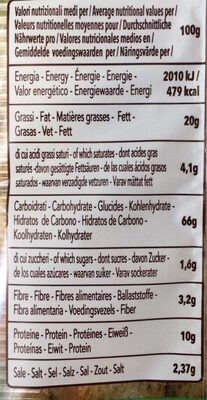 Valori nutrizionali medi per / Average nutritional values per /
Valeurs nutritionnelles moyennes pour / Durchschnittliche
Nährwerte pro / Valores nutricionales medios en /
Gemiddelde voedingswaarden per / Näringsvärde per /
100g
Energia - Energy - Énergie - Energie -
Valor energético - Energiewaarde - Energi
2010 kJ /
479 kcal
Grassi - Fat - Matières grasses - Fett -
Grasas - Vet - Fett
20g
di cui acidi grassi saturi - of which saturates - dont acides gras
saturés - davon gesättigte Fettsäuren - de las cuales ácidos grasos
saturados - waarvan verzadigde vetzuren - Varav mättat fett
4,1g
Carboidrati - Carbohydrate - Glucides - Kohlenhydrate -
Hidratos de Carbono - Hidratos de Carbono -
Koolhydraten - Kolhydrater
66g
di cui zuccheri - of which sugars - dont sucres - davon Zucker -
de los cuales azúcares - waarvan suiker - Varav sockerater
1,6g
Fibre - Fibre - Fibres alimentaires - Ballaststoffe -
Fibra alimentaria - Voedingsvezels - Fiber
3,2g
Proteine - Protein - Protéines - Eiweiß -
Proteínas - Eiwit - Protein
10g
Sale - Salt - Sel - Salz - Sal - Zout - Salt
2,37g